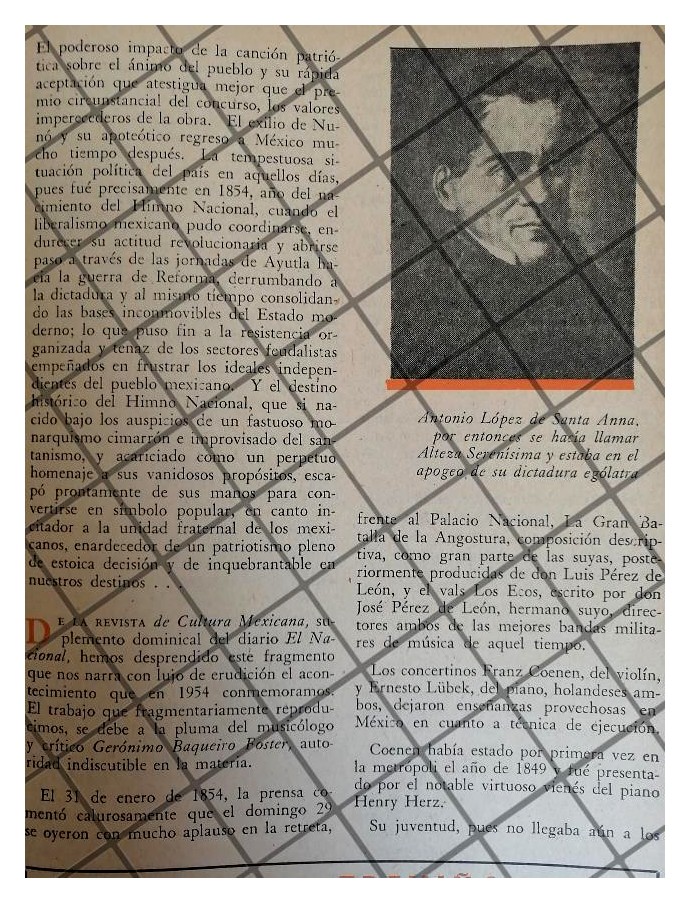 El poderoso impacto de la canción patrió-
tica sobre el ánimo del pueblo y su rápida
aceptación que atestigua mejor que el pre-
mio circunstancial del concurso, los valores
imperecederos de la obra. El exilio de Nu-
nó y su apoteótico regreso a México mu-
cho tiempo después. La tempestuosa si-
tuación política del país en aquellos días,
pues fué precisamente en 1854, año del na-
cimiento del Himno Nacional, cuando el
liberalismo mexicano pudo coordinarse, en-
durecer su actitud revolucionaria y abrirse
paso a través de las jornadas de Ayutla ha-
cia la guerra de Reforma, derrumbando a
la dictadura y al mismo tiempo consolidan-
do las bases inconmovibles del Estado mo-
derno; lo que puso fin a la resistencia or-
ganizada y tenaz de los sectores feudalistas
empeñados en frustrar los ideales indepen-
dientes del pueblo mexicano. Y el destino
histórico del Himno Nacional, que si na-
cido bajo los auspicios de un fastuoso mo-
narquismo cimarrón e improvisado del san-
tanismo, y acariciado como un perpetuo
homenaje a sus vanidosos propósitos, esca-
pó prontamente de sus manos para con-
vertirse en símbolo popular, en canto in-
citador a la unidad fraternal de los mexi-
canos, enardecedor de un patriotismo pleno
de estoica decisión y de inquebrantable en
nuestros destinos . . .
DE LA REVISTA de Cultura Mexicana, su-
plemento dominical del diario El Na-
cional, hemos desprendido esté fragmento
que nos narra con lujo de erudición el acon-
tecimiento que en 1954 conmemoramos.
El trabajo que fragmentariamente reprodu-
cimos, se debe a la pluma del musicólogo
y crítico Gerónimo Baqueiro Foster, auto-
ridad indiscutible en la materia.
El 31 de enero de 1854, la prensa co-
mentó calurosamente que el domingo 29
se oyeron con mucho aplauso en la retreta,
Antonio López de Santa Anna,
por entonces se hacía llamar
Alteza Serenísima y estaba en el
apogeo de su dictadura ególatra
frente al Palacio Nacional, La Gran Ba-
talla de la Angostura, composición descrip-
tiva, como gran parte de las suyas, poste-
riormente producidas de don Luis Pérez de
León, y el vals Los Ecos, escrito por don
José Pérez de León, hermano suyo, direc-
tores ambos de las mejores bandas milita-
res de música de aquel tiempo.
Los concertinos Franz Coenen, del violín,
y Ernesto Lübek, del piano, holandeses am-
bos, dejaron enseñanzas provechosas en
México en cuanto a técnica de ejecución.
Coenen había estado por primera vez en
la metrópoli el año de 1849 y fué presenta-
do por el notable virtuoso vienés del piano
Henry Herz.
Su juventud, pues no llegaba aún a los